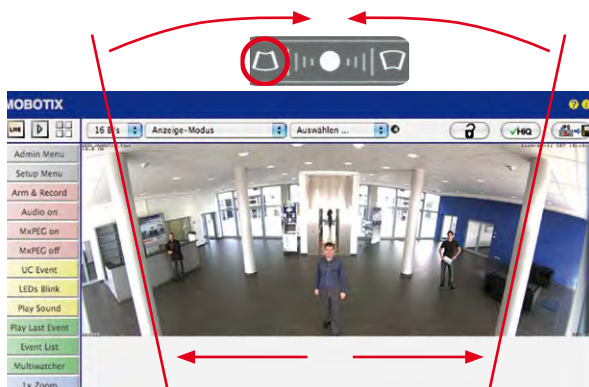 MOBOTIX
LIVE
16 B/s Anzeige-Modus Auswählen ... HiQ
Admin Menu
Setup Menu
Arm & Record
Audio on
MxPEG on
MxPEG off
UC Event
LEDs Blink
Play Sound
Play Last Event
Event List
Multiwatcher
1x Zoom